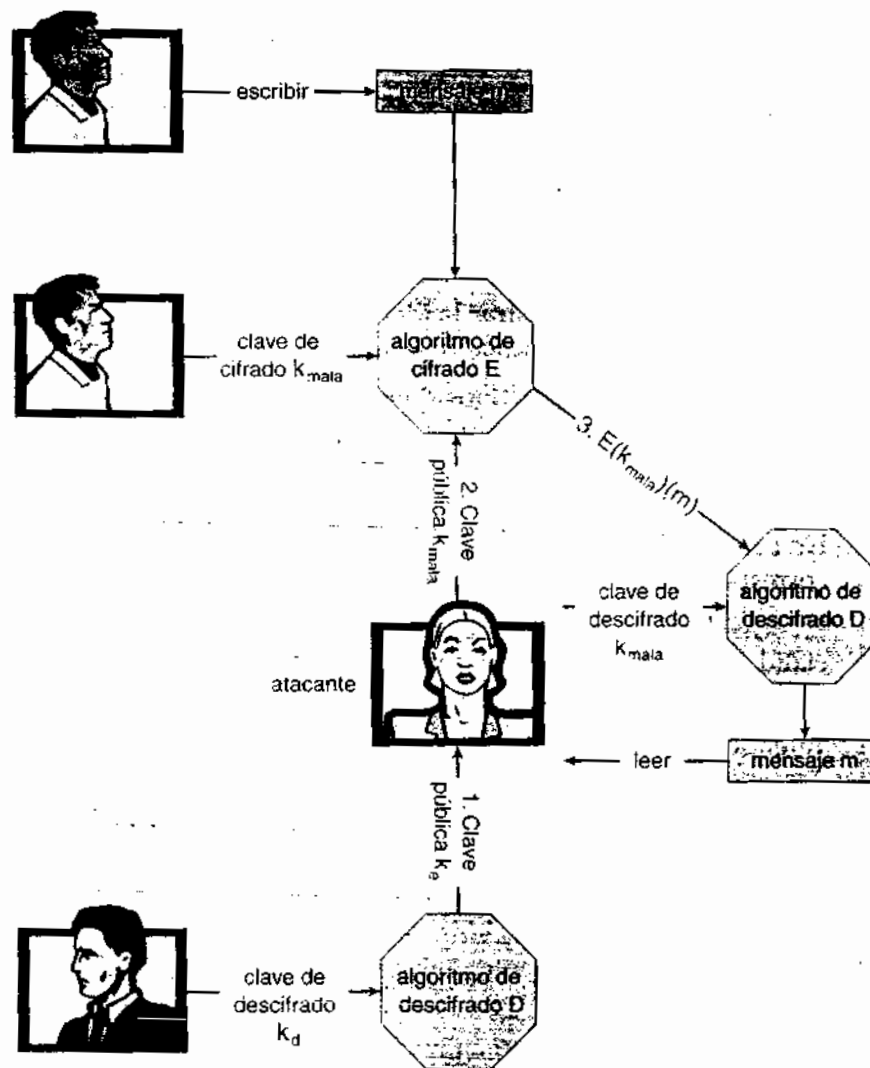 escribir
mensaje m
clave de
cifrado k_mala
algoritmo de
cifrado E
3. E(k_mala)(m)
2. Clave
pública k_mala
clave de
descifrado
k_mala
algoritmo de
descifrado D
atacante
leer
mensaje m
1. Clave
pública k_e
clave de
descifrado
k_d
algoritmo de
descifrado D